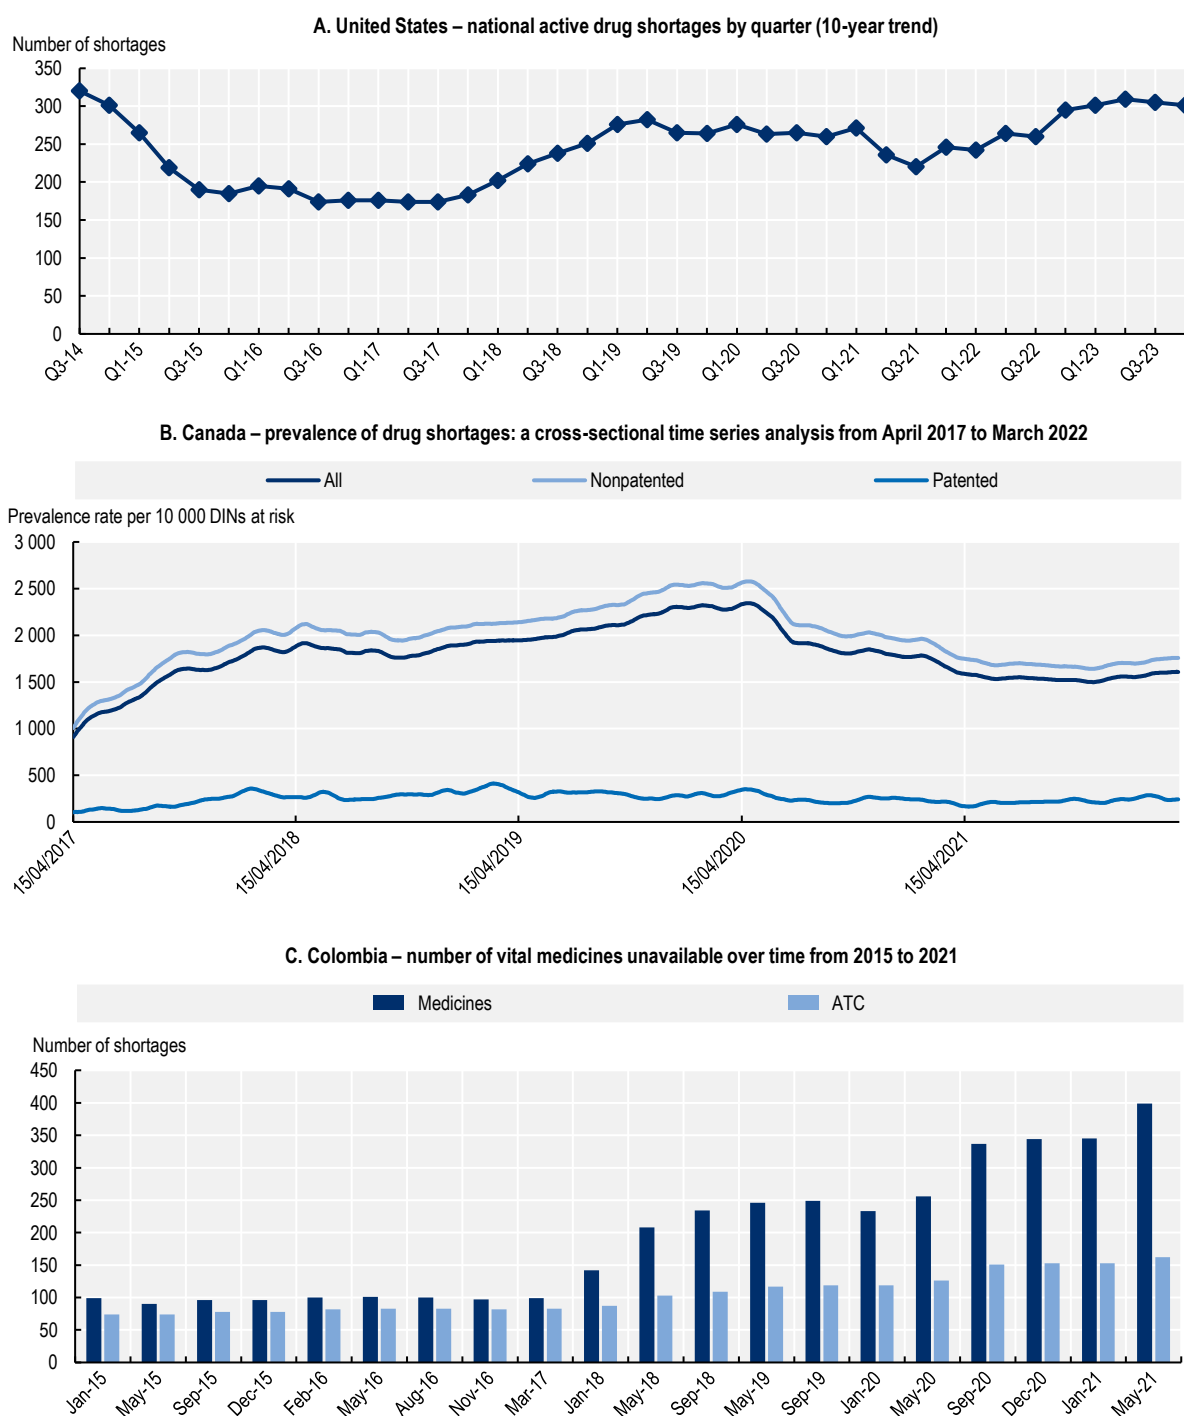 A. United States – national active drug shortages by quarter (10-year trend)
Number of shortages
350
300
250
200
150
100
50
0
Q3-14
Q1-15
Q3-15
Q1-16
Q3-16
Q1-17
Q3-17
Q1-18
Q3-18
Q1-19
Q3-19
Q1-20
Q3-20
Q1-21
Q3-21
Q1-22
Q3-22
Q1-23
Q3-23
B. Canada – prevalence of drug shortages: a cross-sectional time series analysis from April 2017 to March 2022
All
Nonpatented
Patented
Prevalence rate per 10 000 DINs at risk
3 000
2 500
2 000
1 500
1 000
500
0
15/04/2017
15/04/2018
15/04/2019
15/04/2020
15/04/2021
C. Colombia – number of vital medicines unavailable over time from 2015 to 2021
Medicines
ATC
Number of shortages
450
400
350
300
250
200
150
100
50
0
Jan-15
May-15
Sep-15
Dec-15
Feb-16
May-16
Aug-16
Nov-16
Mar-17
Jan-18
May-18
Sep-18
May-19
Sep-19
Jan-20
May-20
Sep-20
Dec-20
Jan-21
May-21